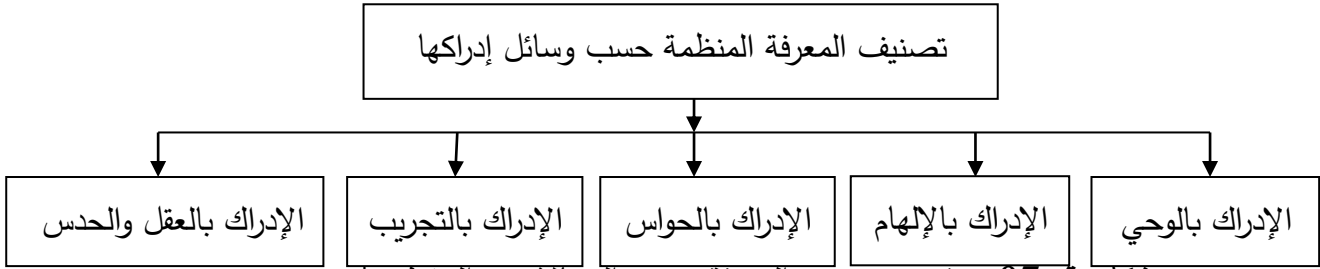 تصنيف المعرفة المنظمة حسب وسائل إدراكها
الإدراك بالوحي
الإدراك بالإلهام
الإدراك بالحواس
الإدراك بالتجريب
الإدراك بالعقل والحدس